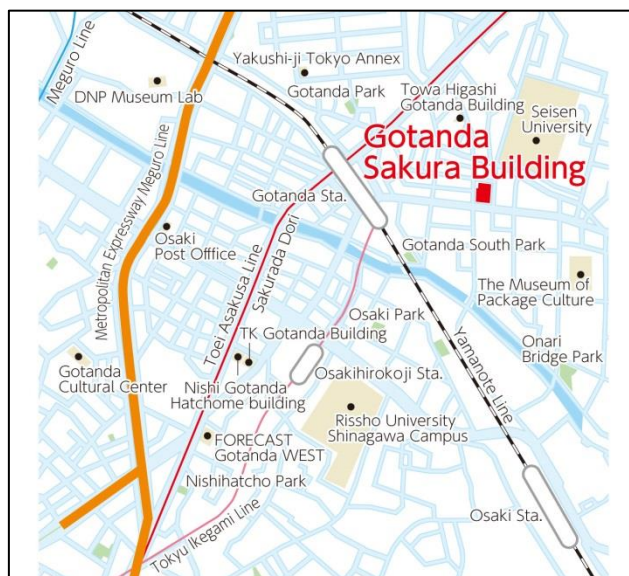 Meguro Line
DNP Museum Lab
Yakushi-ji Tokyo Annex
Gotanda Park
Towa Higashi
Gotanda Building
Seisen
University
Gotanda
Sakura Building
Metropolitan Expressway Meguro Line
Gotanda Sta.
Osaki
Post Offiice
Toei Asakusa Line
Sakurada Dori
Gotanda South Park
The Museum of
Package Culture
Osaki Park
Yamanote Line
Onari
Bridge Park
TK Gotanda Building
Gotanda
Cultural Center
Nishi Gotanda
Hatchome building
Osakihirokoji Sta.
Rissho University
Shinagawa Campus
FORECAST
Gotanda WEST
Nishihatcho Park
Tokyu Ikegami Line
Osaki Sta.